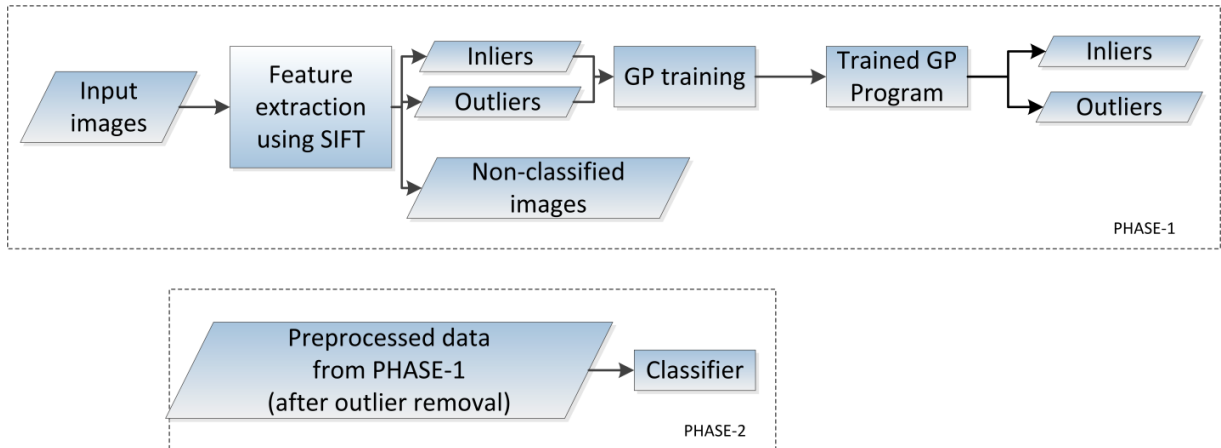 Input
images
Feature
extraction
using SIFT
Inliers
Outliers
Non-classified
images
GP training
Trained GP
Program
Inliers
Outliers
PHASE-1
Preprocessed data
from PHASE-1
(after outlier removal)
Classifier
PHASE-2